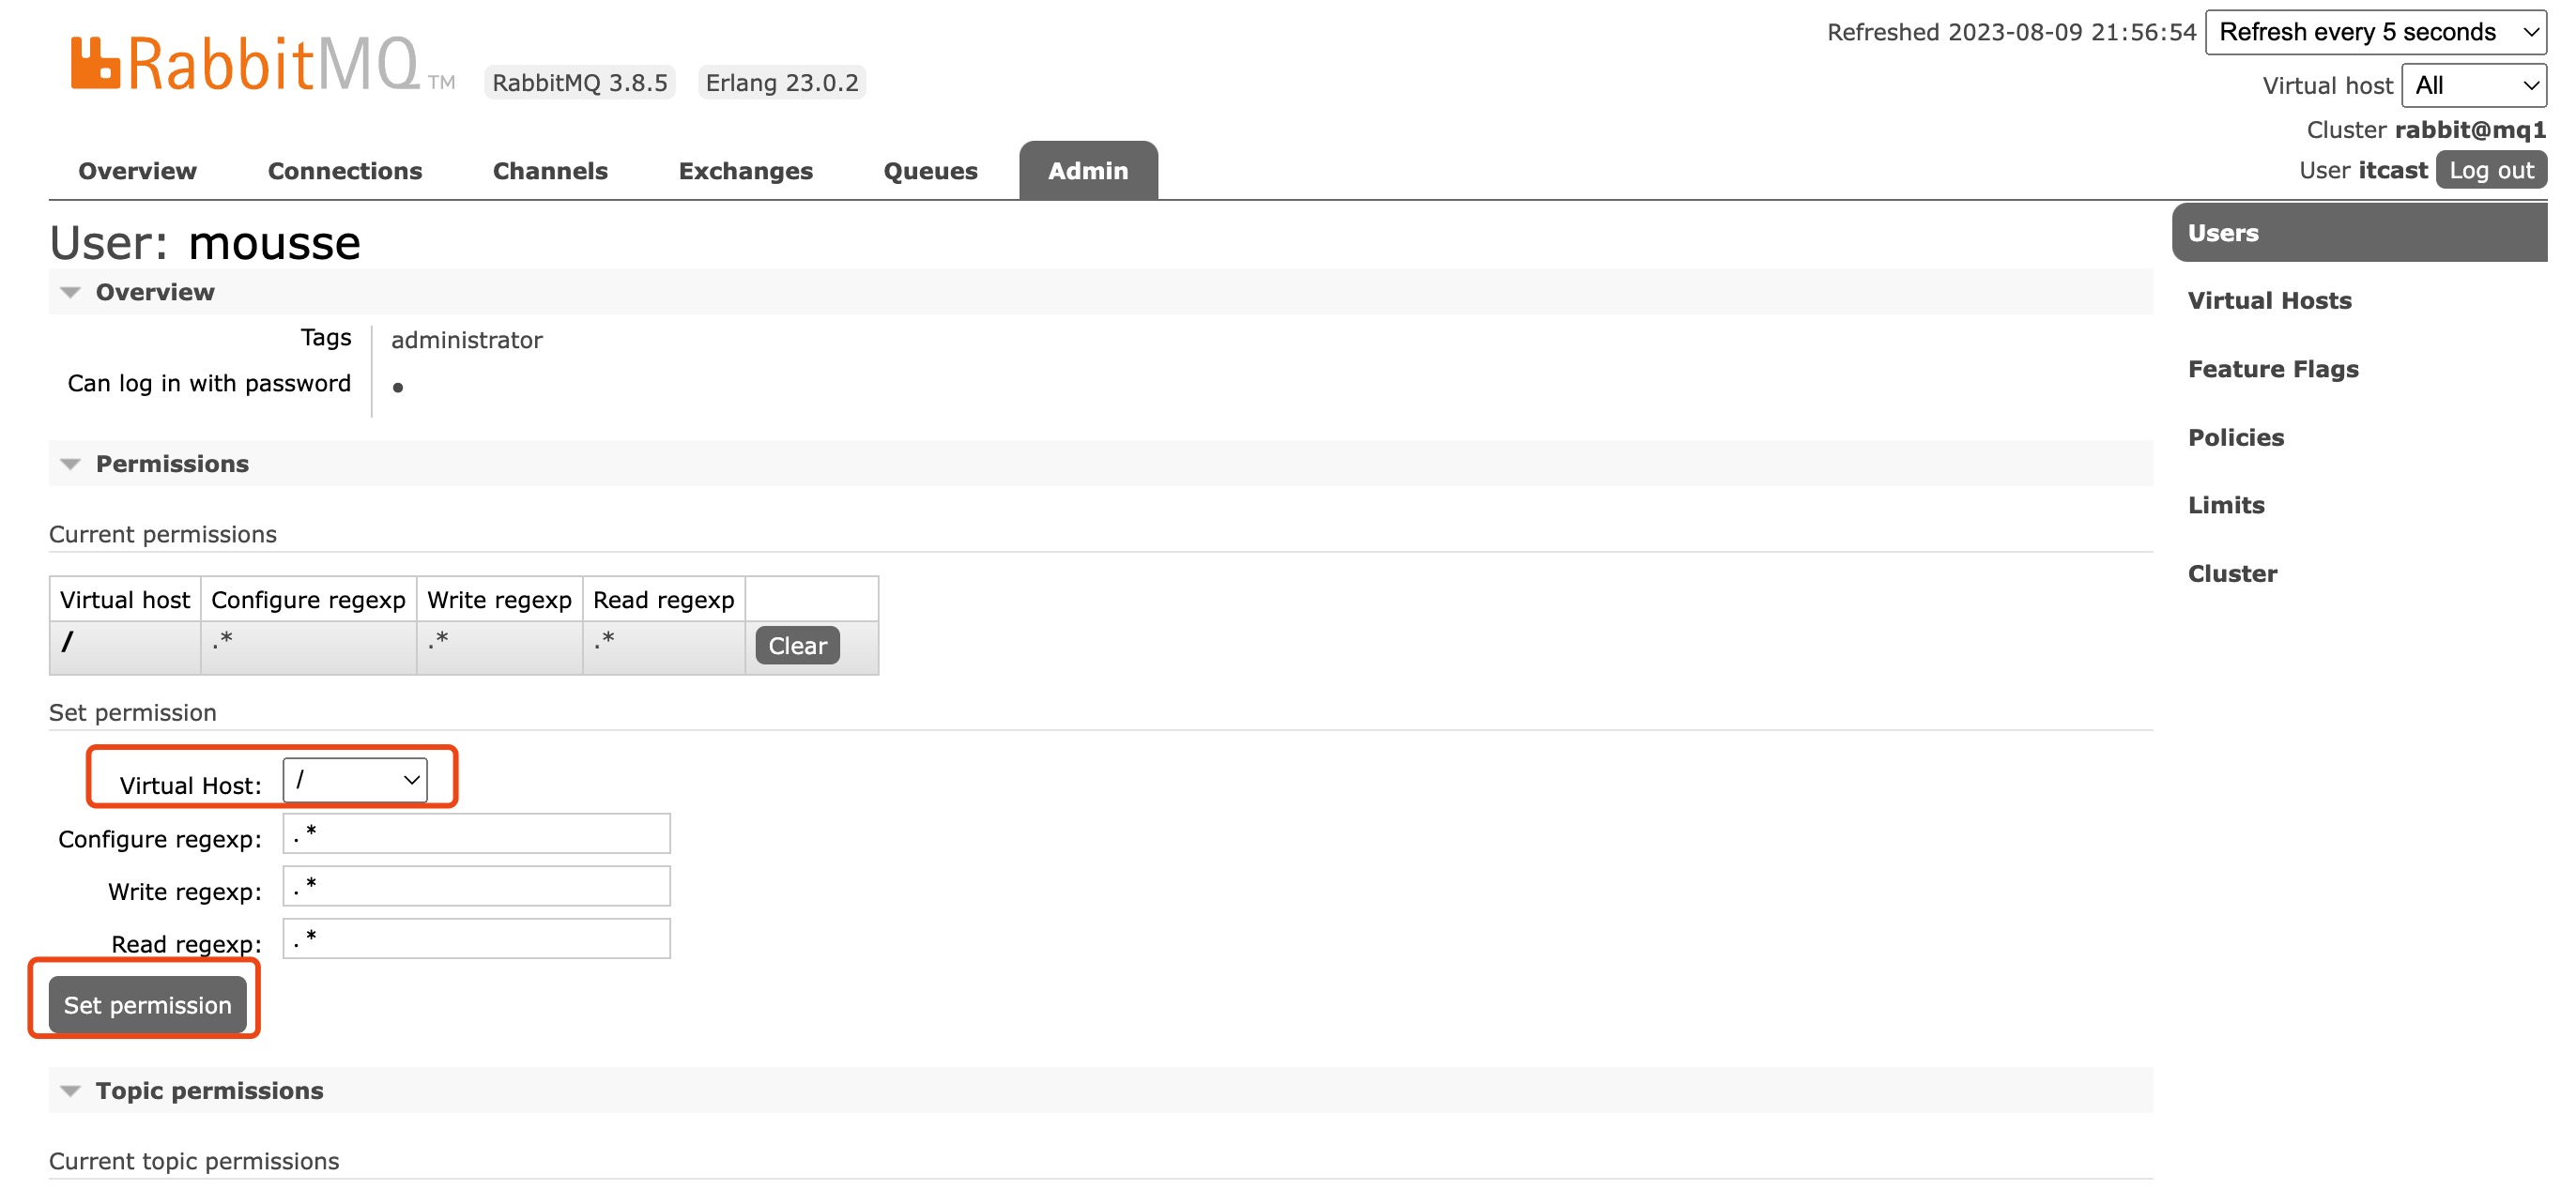 Refreshed 2023-08-09 21:56:54 Refresh every 5 seconds
RabbitMQ TM RabbitMQ 3.8.5 Erlang 23.0.2
Virtual host All
Cluster rabbit@mq1
User itcast Log out
Overview Connections Channels Exchanges Queues Admin
User: mousse
Overview
Tags administrator
Can log in with password •
Permissions
Current permissions
Virtual host Configure regexp Write regexp Read regexp
/ .* .* .* Clear
Set permission
Virtual Host: /
Configure regexp: .*
Write regexp: .*
Read regexp: .*
Set permission
Topic permissions
Current topic permissions
Users
Virtual Hosts
Feature Flags
Policies
Limits
Cluster